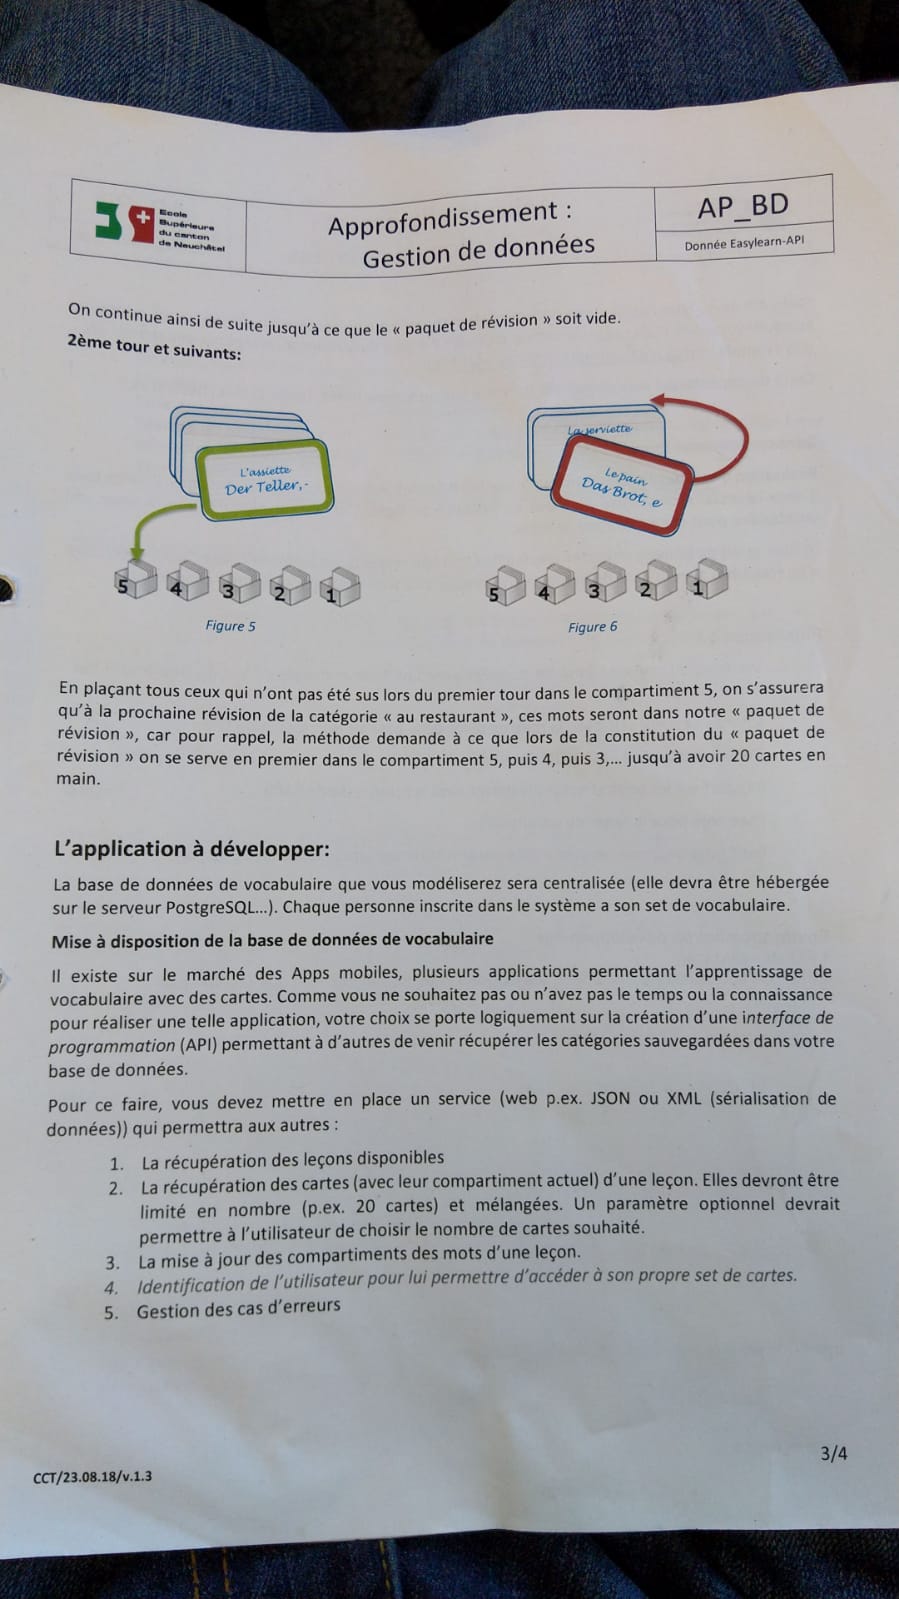 Ecole
Supérieure
du canton
de Neuchâtel
Approfondissement :
Gestion de données
AP_BD
Donnée Easylearn-API
On continue ainsi de suite jusqu'à ce que le « paquet de révision » soit vide.
2ème tour et suivants:
L'assiette
Der Teller,-
5 4 3 2 1
Figure 5
La serviette
Le pain
Das Brot, e
5 4 3 2 1
Figure 6
En plaçant tous ceux qui n'ont pas été sus lors du premier tour dans le compartiment 5, on s'assurera
qu'à la prochaine révision de la catégorie « au restaurant », ces mots seront dans notre « paquet de
révision », car pour rappel, la méthode demande à ce que lors de la constitution du « paquet de
révision » on se serve en premier dans le compartiment 5, puis 4, puis 3,... jusqu'à avoir 20 cartes en
main.
L'application à développer:
La base de données de vocabulaire que vous modéliserez sera centralisée (elle devra être hébergée
sur le serveur PostgreSQL...). Chaque personne inscrite dans le système a son set de vocabulaire.
Mise à disposition de la base de données de vocabulaire
Il existe sur le marché des Apps mobiles, plusieurs applications permettant l'apprentissage de
vocabulaire avec des cartes. Comme vous ne souhaitez pas ou n'avez pas le temps ou la connaissance
pour réaliser une telle application, votre choix se porte logiquement sur la création d'une interface de
programmation (API) permettant à d'autres de venir récupérer les catégories sauvegardées dans votre
base de données.
Pour ce faire, vous devez mettre en place un service (web p.ex. JSON ou XML (sérialisation de
données)) qui permettra aux autres :
1. La récupération des leçons disponibles
2. La récupération des cartes (avec leur compartiment actuel) d'une leçon. Elles devront être
limité en nombre (p.ex. 20 cartes) et mélangées. Un paramètre optionnel devrait
permettre à l'utilisateur de choisir le nombre de cartes souhaité.
3. La mise à jour des compartiments des mots d'une leçon.
4. Identification de l'utilisateur pour lui permettre d'accéder à son propre set de cartes.
5. Gestion des cas d'erreurs
3/4
CCT/23.08.18/v.1.3